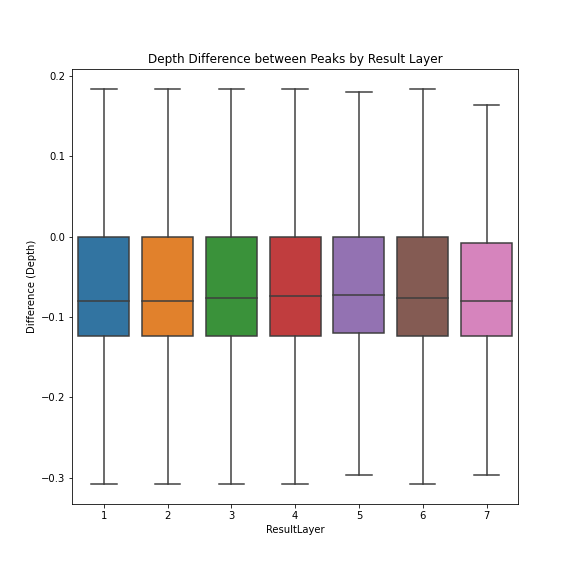 Depth Difference between Peaks by Result Layer
0.2
0.1
0.0
−0.1
−0.2
−0.3
Difference (Depth)
1 2 3 4 5 6 7
ResultLayer